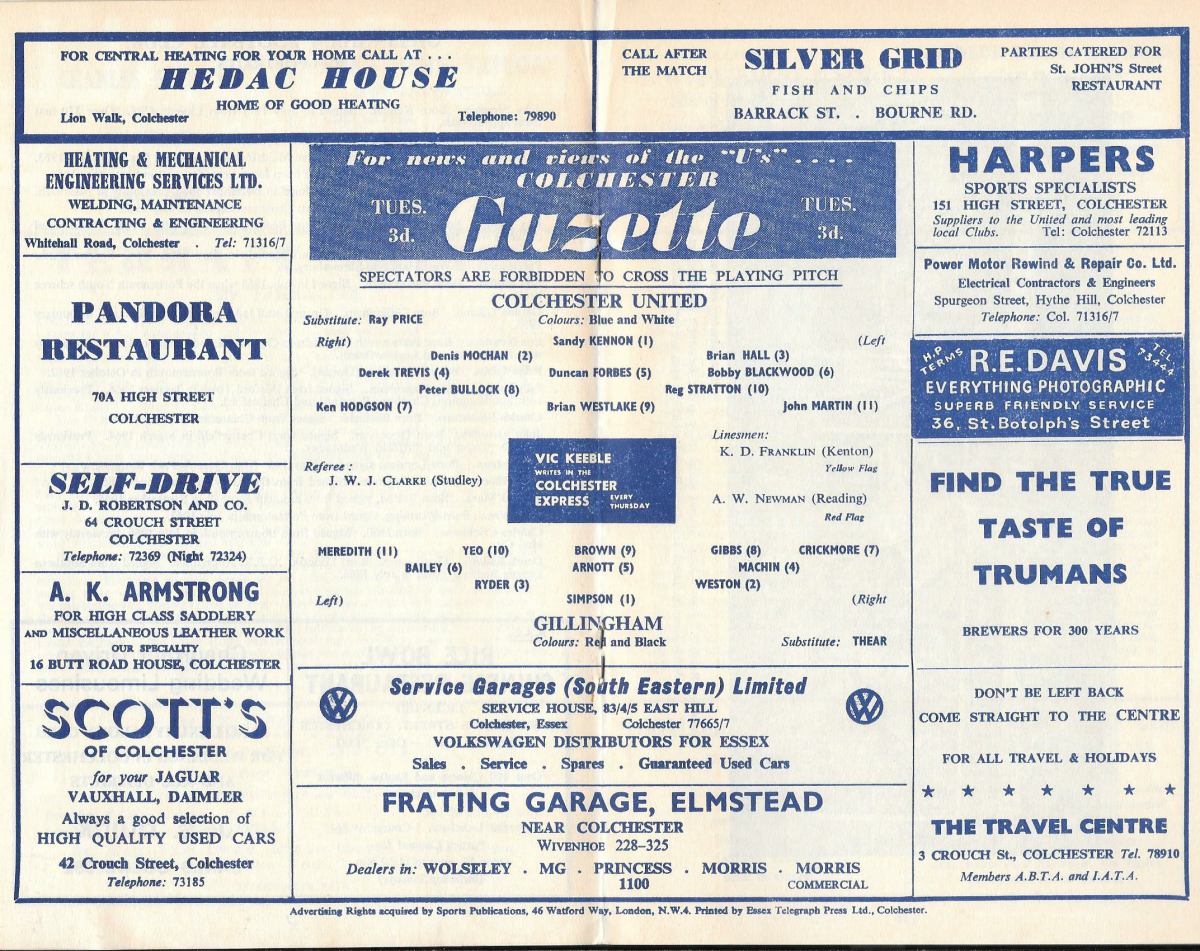 FOR CENTRAL HEATING FOR YOUR HOME CALL AT . . .
HEDAC HOUSE
HOME OF GOOD HEATING
Lion Walk, Colchester Telephone: 79890
CALL AFTER
THE MATCH
SILVER GRID
FISH AND CHIPS
BARRACK ST. . BOURNE RD.
PARTIES CATERED FOR
St. JOHN'S Street
RESTAURANT
HEATING & MECHANICAL
ENGINEERING SERVICES LTD.
WELDING, MAINTENANCE
CONTRACTING & ENGINEERING
Whitehall Road, Colchester . Tel: 71316/7
PANDORA
RESTAURANT
70A HIGH STREET
COLCHESTER
SELF-DRIVE
J. D. ROBERTSON AND CO.
64 CROUCH STREET
COLCHESTER
Telephone: 72369 (Night 72324)
A. K. ARMSTRONG
FOR HIGH CLASS SADDLERY
AND MISCELLANEOUS LEATHER WORK
OUR SPECIALITY
16 BUTT ROAD HOUSE, COLCHESTER
SCOTT'S
OF COLCHESTER
for your JAGUAR
VAUXHALL, DAIMLER
Always a good selection of
HIGH QUALITY USED CARS
42 Crouch Street, Colchester
Telephone: 73185
For news and views of the "U's" . . . .
COLCHESTER
TUES. Gazette TUES.
3d. 3d.
SPECTATORS ARE FORBIDDEN TO CROSS THE PLAYING PITCH
COLCHESTER UNITED
Substitute: Ray PRICE Colours: Blue and White
Right) Sandy KENNON (1) (Left
Denis MOCHAN (2) Brian HALL (3)
Derek TREVIS (4) Duncan FORBES (5) Bobby BLACKWOOD (6)
Peter BULLOCK (8) Reg STRATTON (10)
Ken HODGSON (7) Brian WESTLAKE (9) John MARTIN (11)
Referee :
J. W. J. CLARKE (Studley)
VIC KEEBLE
WRITES IN THE
COLCHESTER
EXPRESS EVERY THURSDAY
Linesmen:
K. D. FRANKLIN (Kenton)
Yellow Flag
A. W. NEWMAN (Reading)
Red Flag
MEREDITH (11) YEO (10) BROWN (9) GIBBS (8) CRICKMORE (7)
BAILEY (6) ARNOTT (5) MACHIN (4)
RYDER (3) WESTON (2)
Left) SIMPSON (1) (Right
GILLINGHAM
Colours: Red and Black Substitute: THEAR
Service Garages (South Eastern) Limited
SERVICE HOUSE, 83/4/5 EAST HILL
Colchester, Essex Colchester 77665/7
VOLKSWAGEN DISTRIBUTORS FOR ESSEX
Sales . Service . Spares . Guaranteed Used Cars
FRATING GARAGE, ELMSTEAD
NEAR COLCHESTER
WIVENHOE 228-325
Dealers in: WOLSELEY . MG . PRINCESS . MORRIS . MORRIS
1100 COMMERCIAL
HARPERS
SPORTS SPECIALISTS
151 HIGH STREET, COLCHESTER
Suppliers to the United and most leading
local Clubs. Tel: Colchester 72113
Power Motor Rewind & Repair Co. Ltd.
Electrical Contractors & Engineers
Spurgeon Street, Hythe Hill, Colchester
Telephone: Col. 71316/7
H.P. TERMS R.E. DAVIS TEL. 73444
EVERYTHING PHOTOGRAPHIC
SUPERB FRIENDLY SERVICE
36, St. Botolph's Street
FIND THE TRUE
TASTE OF
TRUMANS
BREWERS FOR 300 YEARS
DON'T BE LEFT BACK
COME STRAIGHT TO THE CENTRE
FOR ALL TRAVEL & HOLIDAYS
★ ★ ★ ★ ★ ★ ★
THE TRAVEL CENTRE
3 CROUCH St., COLCHESTER Tel. 78910
Members A.B.T.A. and I.A.T.A.
Advertising Rights acquired by Sports Publications, 46 Watford Way, London, N.W.4. Printed by Essex Telegraph Press Ltd., Colchester.